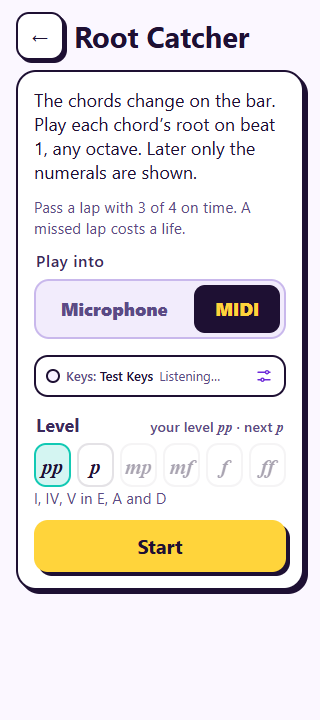 ← Root Catcher
The chords change on the bar.
Play each chord’s root on beat
1, any octave. Later only the
numerals are shown.
Pass a lap with 3 of 4 on time. A
missed lap costs a life.
Play into
Microphone MIDI
Keys: Test Keys Listening...
Level your level pp · next p
pp p mp mf f ff
I, IV, V in E, A and D
Start